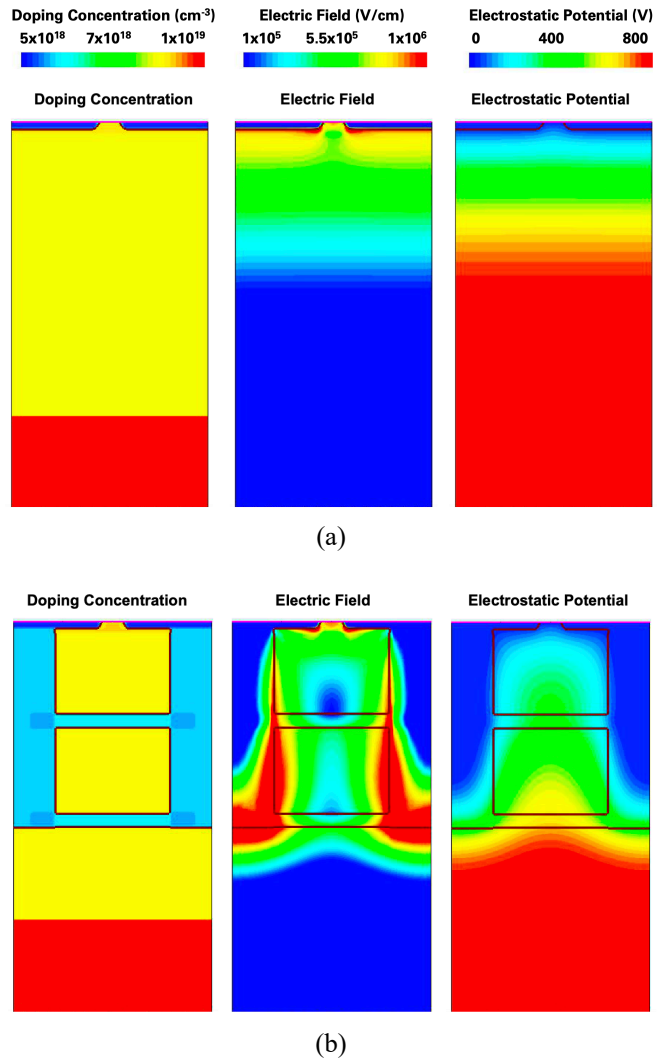 Doping Concentration (cm⁻³) Electric Field (V/cm) Electrostatic Potential (V)
5x10¹⁸ 7x10¹⁸ 1x10¹⁹ 1x10⁵ 5.5x10⁵ 1x10⁶ 0 400 800
Doping Concentration Electric Field Electrostatic Potential
(a)
Doping Concentration Electric Field Electrostatic Potential
(b)